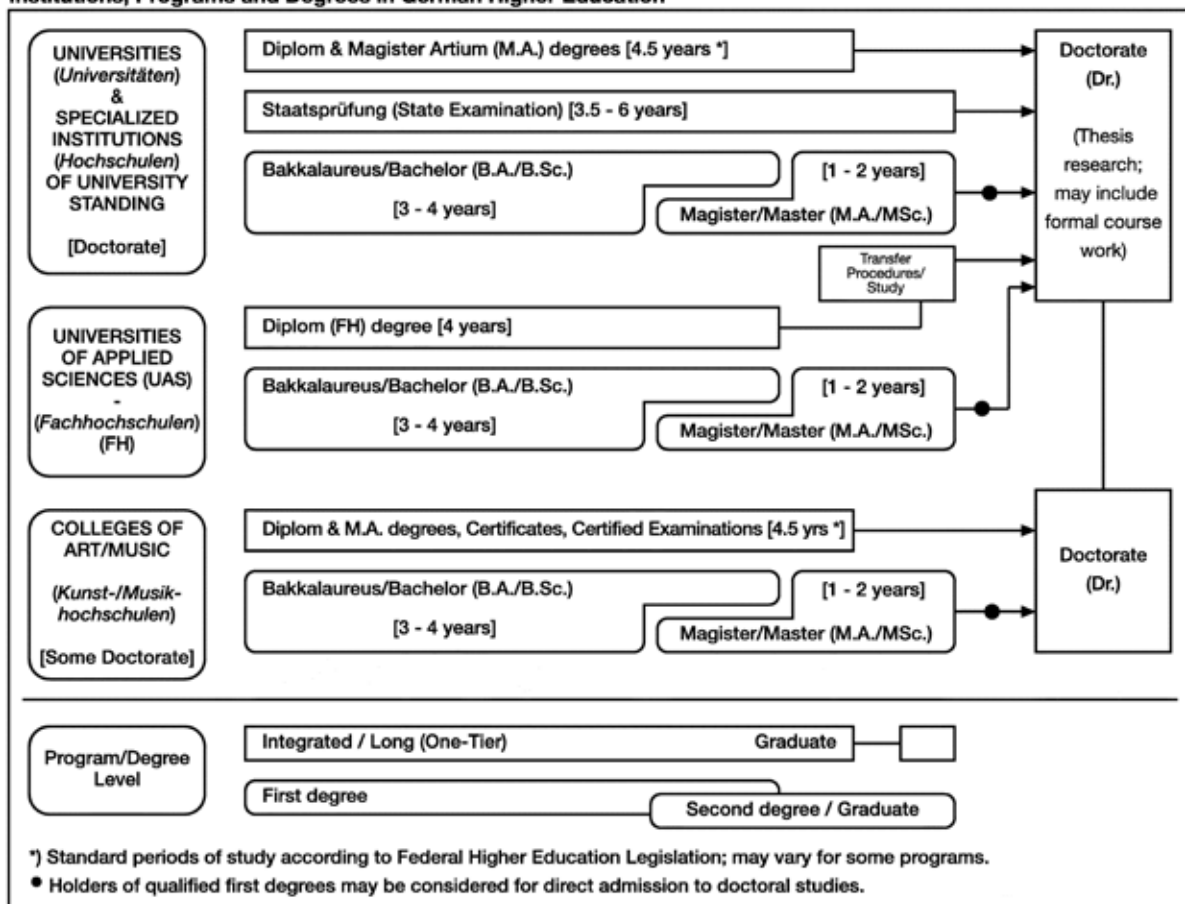 Institutions, Programs and Degrees in German Higher Education
UNIVERSITIES
(Universitäten)
&
SPECIALIZED
INSTITUTIONS
(Hochschulen)
OF UNIVERSITY
STANDING
[Doctorate]
Diplom & Magister Artium (M.A.) degrees [4.5 years *]
Staatsprüfung (State Examination) [3.5 - 6 years]
Bakkalaureus/Bachelor (B.A./B.Sc.)
[3 - 4 years]
[1 - 2 years]
Magister/Master (M.A./MSc.)
Transfer
Procedures/
Study
Doctorate
(Dr.)
(Thesis
research;
may include
formal course
work)
UNIVERSITIES
OF APPLIED
SCIENCES (UAS)
-
(Fachhochschulen)
(FH)
Diplom (FH) degree [4 years]
Bakkalaureus/Bachelor (B.A./B.Sc.)
[3 - 4 years]
[1 - 2 years]
Magister/Master (M.A./MSc.)
COLLEGES OF
ART/MUSIC
(Kunst-/Musik-
hochschulen)
[Some Doctorate]
Diplom & M.A. degrees, Certificates, Certified Examinations [4.5 yrs *]
Bakkalaureus/Bachelor (B.A./B.Sc.)
[3 - 4 years]
[1 - 2 years]
Magister/Master (M.A./MSc.)
Doctorate
(Dr.)
Program/Degree
Level
Integrated / Long (One-Tier) Graduate
First degree
Second degree / Graduate
*) Standard periods of study according to Federal Higher Education Legislation; may vary for some programs.
● Holders of qualified first degrees may be considered for direct admission to doctoral studies.